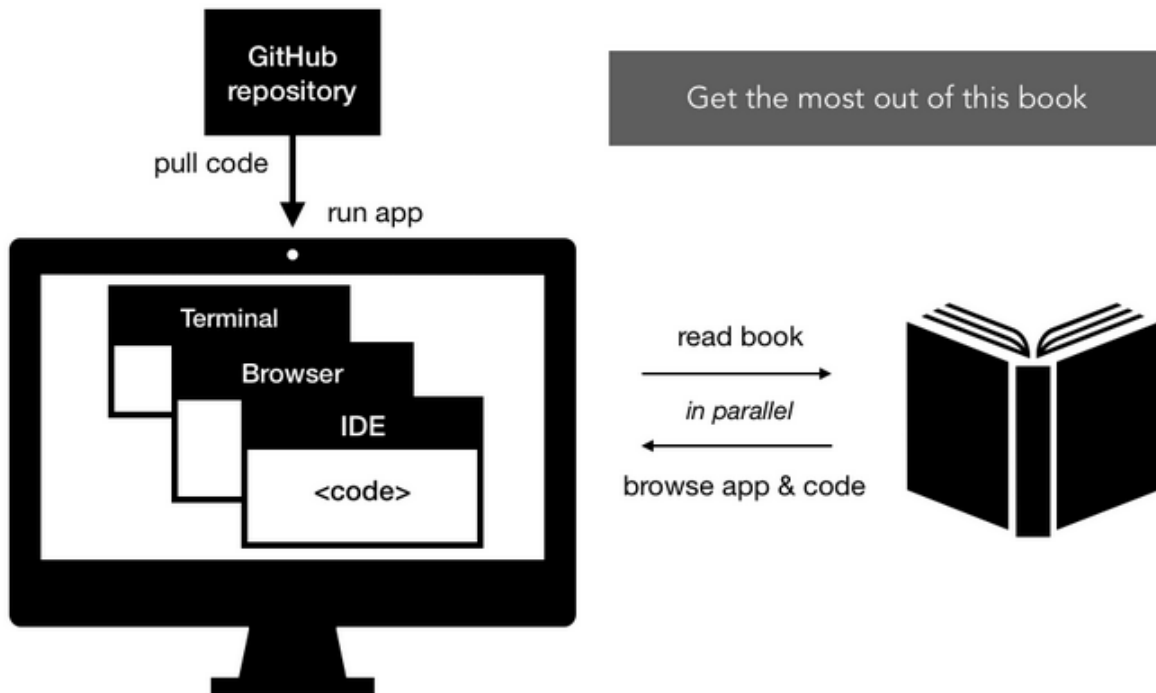 GitHub
repository
Get the most out of this book
pull code
run app
Terminal
Browser
IDE
<code>
read book
in parallel
browse app & code